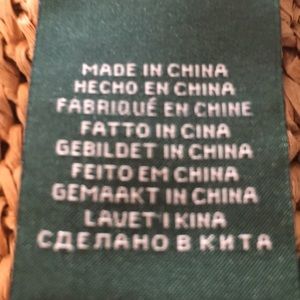 MADE IN CHINA
HECHO EN CHINA
FABRIQUÉ EN CHINE
FATTO IN CINA
GEBILDET IN CHINA
FEITO EM CHINA
GEMAAKT IN CHINA
LAVET I KINA
СДЕЛАНО В КИТА